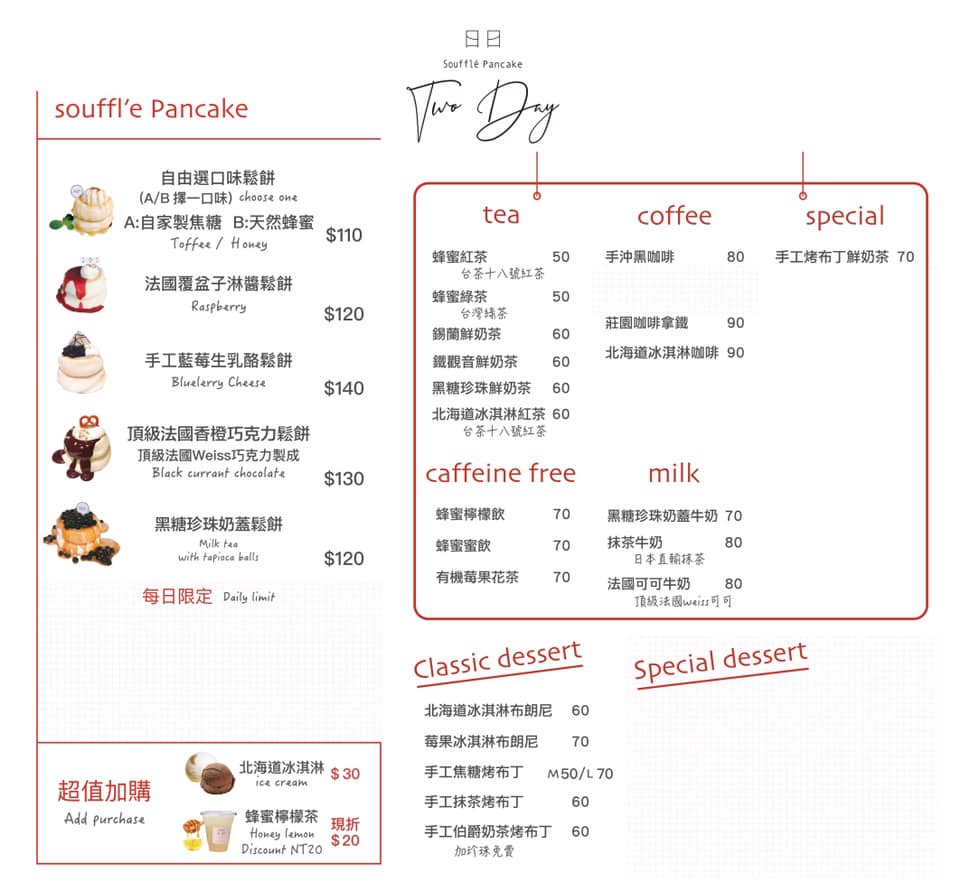 日日
Soufflé Pancake
Two Day
souffl'e Pancake
自由選口味鬆餅
(A/B 擇一口味) choose one
A:自家製焦糖 B:天然蜂蜜
Toffee / Honey
$110
法國覆盆子淋醬鬆餅
Raspberry
$120
手工藍莓生乳酪鬆餅
Bluelerry Cheese
$140
頂級法國香橙巧克力鬆餅
頂級法國Weiss巧克力製成
Black currant chocolate
$130
黑糖珍珠奶蓋鬆餅
Milk tea
with tapioca balls
$120
每日限定 Daily limit
超值加購
Add purchase
北海道冰淇淋 $30
ice cream
蜂蜜檸檬茶
Honey lemon
Discount NT20
現折
$20
tea
蜂蜜紅茶 50
台茶十八號紅茶
蜂蜜綠茶 50
台灣綠茶
錫蘭鮮奶茶 60
鐵觀音鮮奶茶 60
黑糖珍珠鮮奶茶 60
北海道冰淇淋紅茶 60
台茶十八號紅茶
coffee
手沖黑咖啡 80
莊園咖啡拿鐵 90
北海道冰淇淋咖啡 90
special
手工烤布丁鮮奶茶 70
caffeine free
蜂蜜檸檬飲 70
蜂蜜蜜飲 70
有機莓果花茶 70
milk
黑糖珍珠奶蓋牛奶 70
抹茶牛奶 80
日本直輸抹茶
法國可可牛奶 80
頂級法國weiss可可
Classic dessert
北海道冰淇淋布朗尼 60
莓果冰淇淋布朗尼 70
手工焦糖烤布丁 M50/L 70
手工抹茶烤布丁 60
手工伯爵奶茶烤布丁 60
加珍珠免費
Special dessert